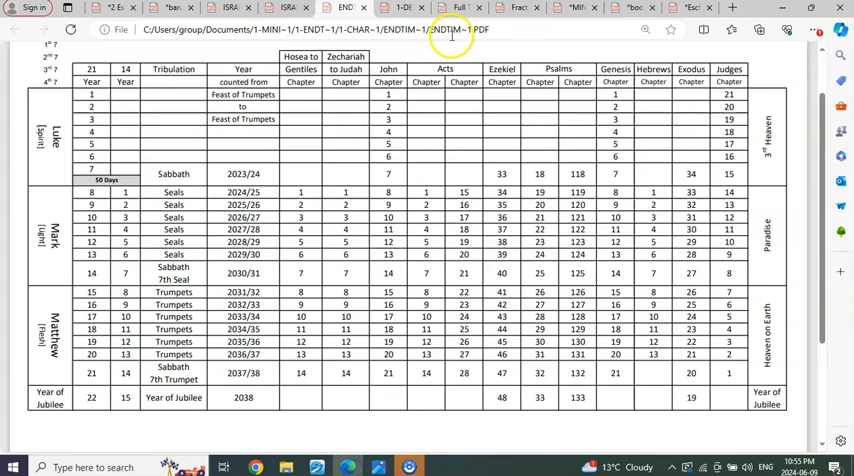 Sign in
*2 Es
*bar
ISRA
ISRA
ENDT
1-DE
Full T
Fract
*MIN
*boo
*Escl
File
C:/Users/group/Documents/1-MINI~1/1-ENDT~1/1-CHAR~1/ENDTIM~1/ENDTIM~1.PDF
1st 7
2nd 7 Hosea to Zechariah
3rd 7 21 14 Tribulation Year Gentiles to Judah John Acts Ezekiel Psalms Genesis Hebrews Exodus Judges
4th 7 Year Year counted from Chapter Chapter Chapter Chapter Chapter Chapter Chapter Chapter Chapter Chapter Chapter Chapter
1 Feast of Trumpets 1 1 21
2 to 2 2 20
3 Feast of Trumpets 3 3 19
Luke [Spirit] 4 4 4 18 3rd Heaven
5 5 5 17
6 6 6 16
7 Sabbath 2023/24 7 33 18 118 7 34 15
50 Days
8 1 Seals 2024/25 1 1 8 1 15 34 19 119 8 1 33 14
9 2 Seals 2025/26 2 2 9 2 16 35 20 120 9 2 32 13
10 3 Seals 2026/27 3 3 10 3 17 36 21 121 10 3 31 12
Mark [Light] 11 4 Seals 2027/28 4 4 11 4 18 37 22 122 11 4 30 11 Paradise
12 5 Seals 2028/29 5 5 12 5 19 38 23 123 12 5 29 10
13 6 Seals 2029/30 6 6 13 6 20 39 24 124 13 6 28 9
14 7 Sabbath 2030/31 7 7 14 7 21 40 25 125 14 7 27 8
7th Seal
15 8 Trumpets 2031/32 8 8 15 8 22 41 26 126 15 8 26 7
16 9 Trumpets 2032/33 9 9 16 9 23 42 27 127 16 9 25 6
17 10 Trumpets 2033/34 10 10 17 10 24 43 28 128 17 10 24 5
Matthew [Flesh] 18 11 Trumpets 2034/35 11 11 18 11 25 44 29 129 18 11 23 4 Heaven on Earth
19 12 Trumpets 2035/36 12 12 19 12 26 45 30 130 19 12 22 3
20 13 Trumpets 2036/37 13 13 20 13 27 46 31 131 20 13 21 2
21 14 Sabbath 2037/38 14 14 21 14 28 47 32 132 21 20 1
7th Trumpet
Year of Jubilee 22 15 Year of Jubilee 2038 48 33 133 19 Year of Jubilee
Type here to search
13°C Cloudy
ENG
10:55 PM
2024-06-09